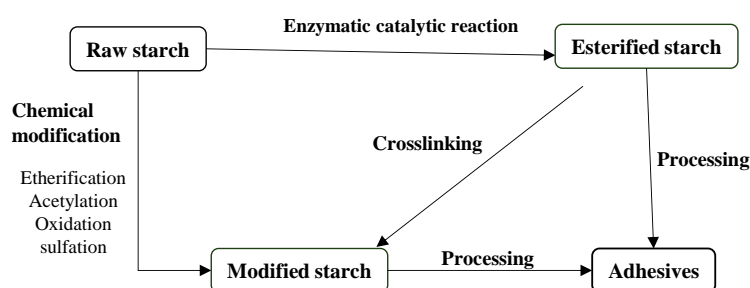 Enzymatic catalytic reaction
Raw starch
Esterified starch
Chemical
modification
Crosslinking
Processing
Etherification
Acetylation
Oxidation
sulfation
Modified starch
Processing
Adhesives